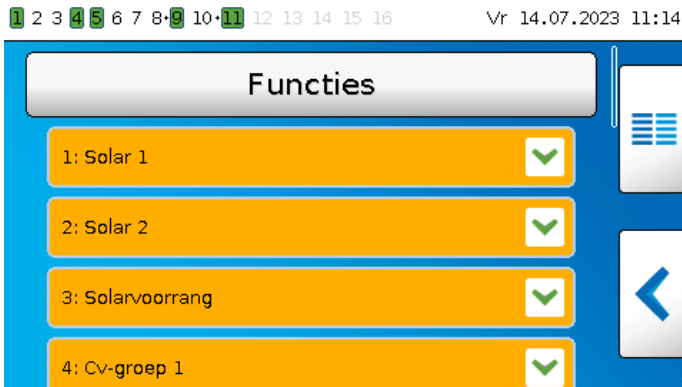 1 2 3 4 5 6 7 8·9 10·11 12 13 14 15 16 Vr 14.07.2023 11:14
Functies
1: Solar 1
2: Solar 2
3: Solarvoorrang
4: Cv-groep 1